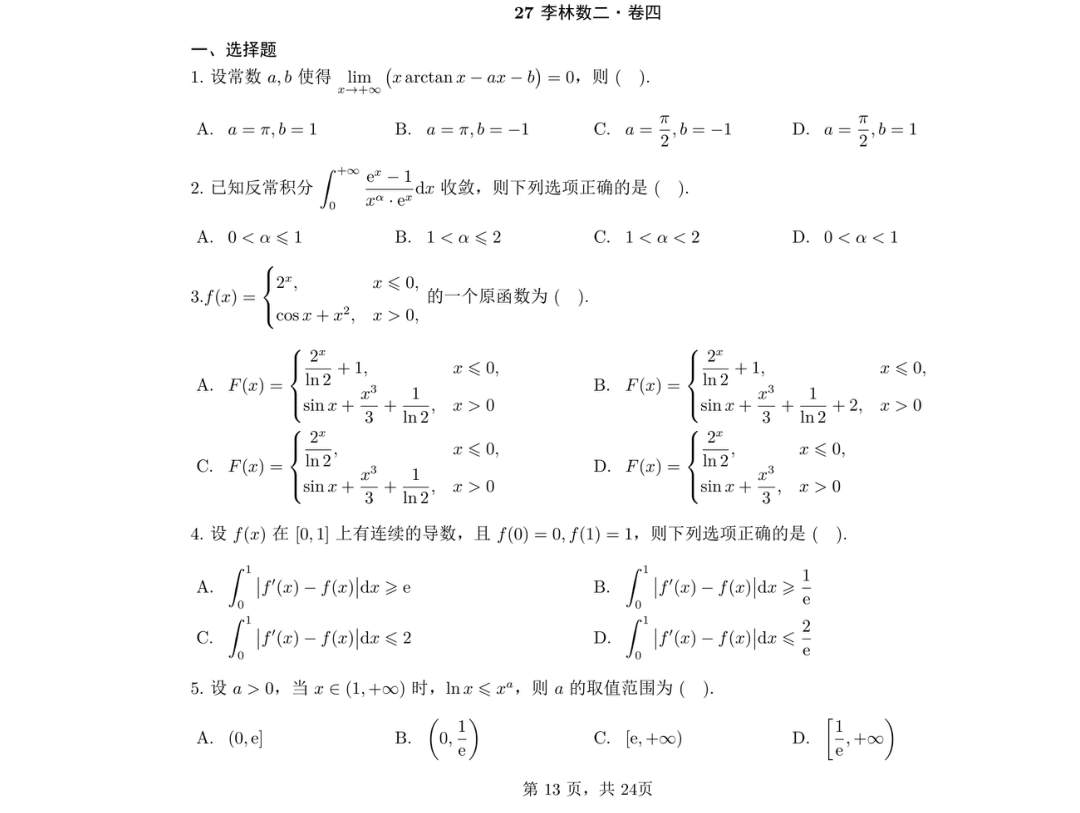 27 李林数二·卷四
一、选择题
1. 设常数 a, b 使得 lim_{x→+∞} (x arctan x − ax − b) = 0，则 ( ).
A. a = π, b = 1 B. a = π, b = −1 C. a = π/2, b = −1 D. a = π/2, b = 1
2. 已知反常积分 ∫_0^{+∞} (e^x − 1)/(x^α · e^x) dx 收敛，则下列选项正确的是 ( ).
A. 0 < α ⩽ 1 B. 1 < α ⩽ 2 C. 1 < α < 2 D. 0 < α < 1
3.f(x) = { 2^x, x ⩽ 0, cos x + x^2, x > 0, 的一个原函数为 ( ).
A. F(x) = { 2^x/ln 2 + 1, x ⩽ 0, sin x + x^3/3 + 1/ln 2, x > 0 B. F(x) = { 2^x/ln 2 + 1, x ⩽ 0, sin x + x^3/3 + 1/ln 2 + 2, x > 0
C. F(x) = { 2^x/ln 2, x ⩽ 0, sin x + x^3/3 + 1/ln 2, x > 0 D. F(x) = { 2^x/ln 2, x ⩽ 0, sin x + x^3/3, x > 0
4. 设 f(x) 在 [0, 1] 上有连续的导数，且 f(0) = 0, f(1) = 1，则下列选项正确的是 ( ).
A. ∫_0^1 |f′(x) − f(x)|dx ⩾ e B. ∫_0^1 |f′(x) − f(x)|dx ⩾ 1/e
C. ∫_0^1 |f′(x) − f(x)|dx ⩽ 2 D. ∫_0^1 |f′(x) − f(x)|dx ⩽ 2/e
5. 设 a > 0，当 x ∈ (1, +∞) 时，ln x ⩽ x^a，则 a 的取值范围为 ( ).
A. (0, e] B. (0, 1/e) C. [e, +∞) D. [1/e, +∞)
第 13 页，共 24页